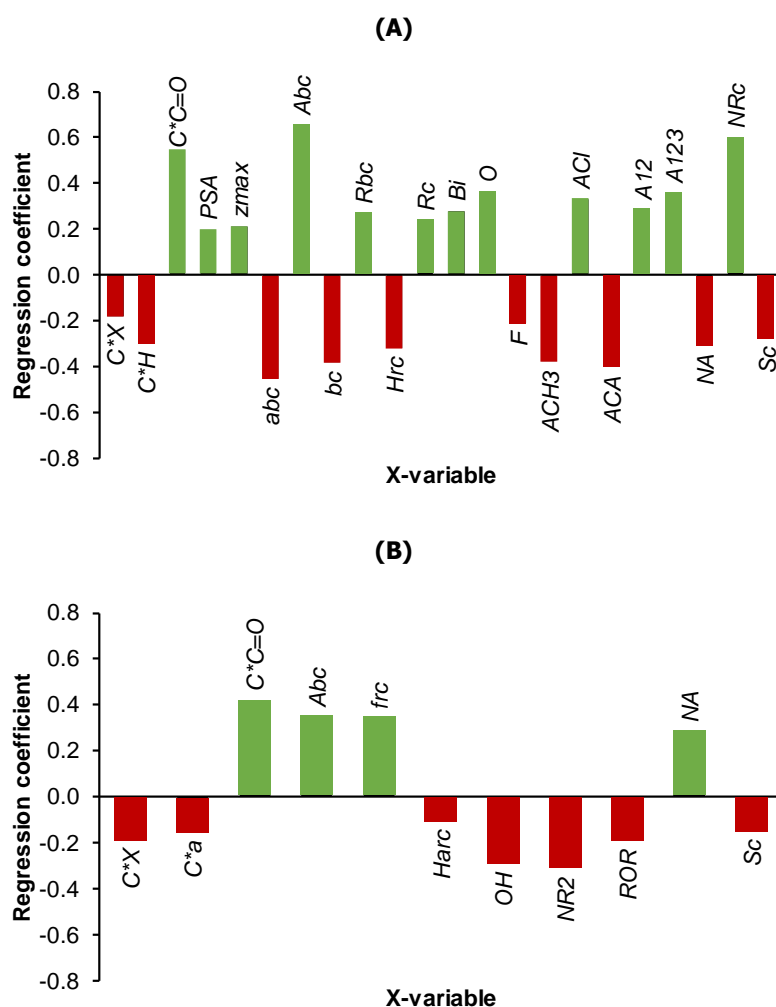 (A)
Regression coefficient
0.8
0.6
0.4
0.2
0.0
-0.2
-0.4
-0.6
-0.8
C*X
C*H
C*C=O
PSA
zmax
abc
Abc
bc
Rbc
Hrc
Rc
Bi
O
F
ACH3
ACl
ACA
A12
A123
NA
NRc
Sc
X-variable
(B)
Regression coefficient
0.8
0.6
0.4
0.2
0.0
-0.2
-0.4
-0.6
-0.8
C*X
C*a
C*C=O
Abc
frc
Harc
OH
NR2
ROR
NA
Sc
X-variable